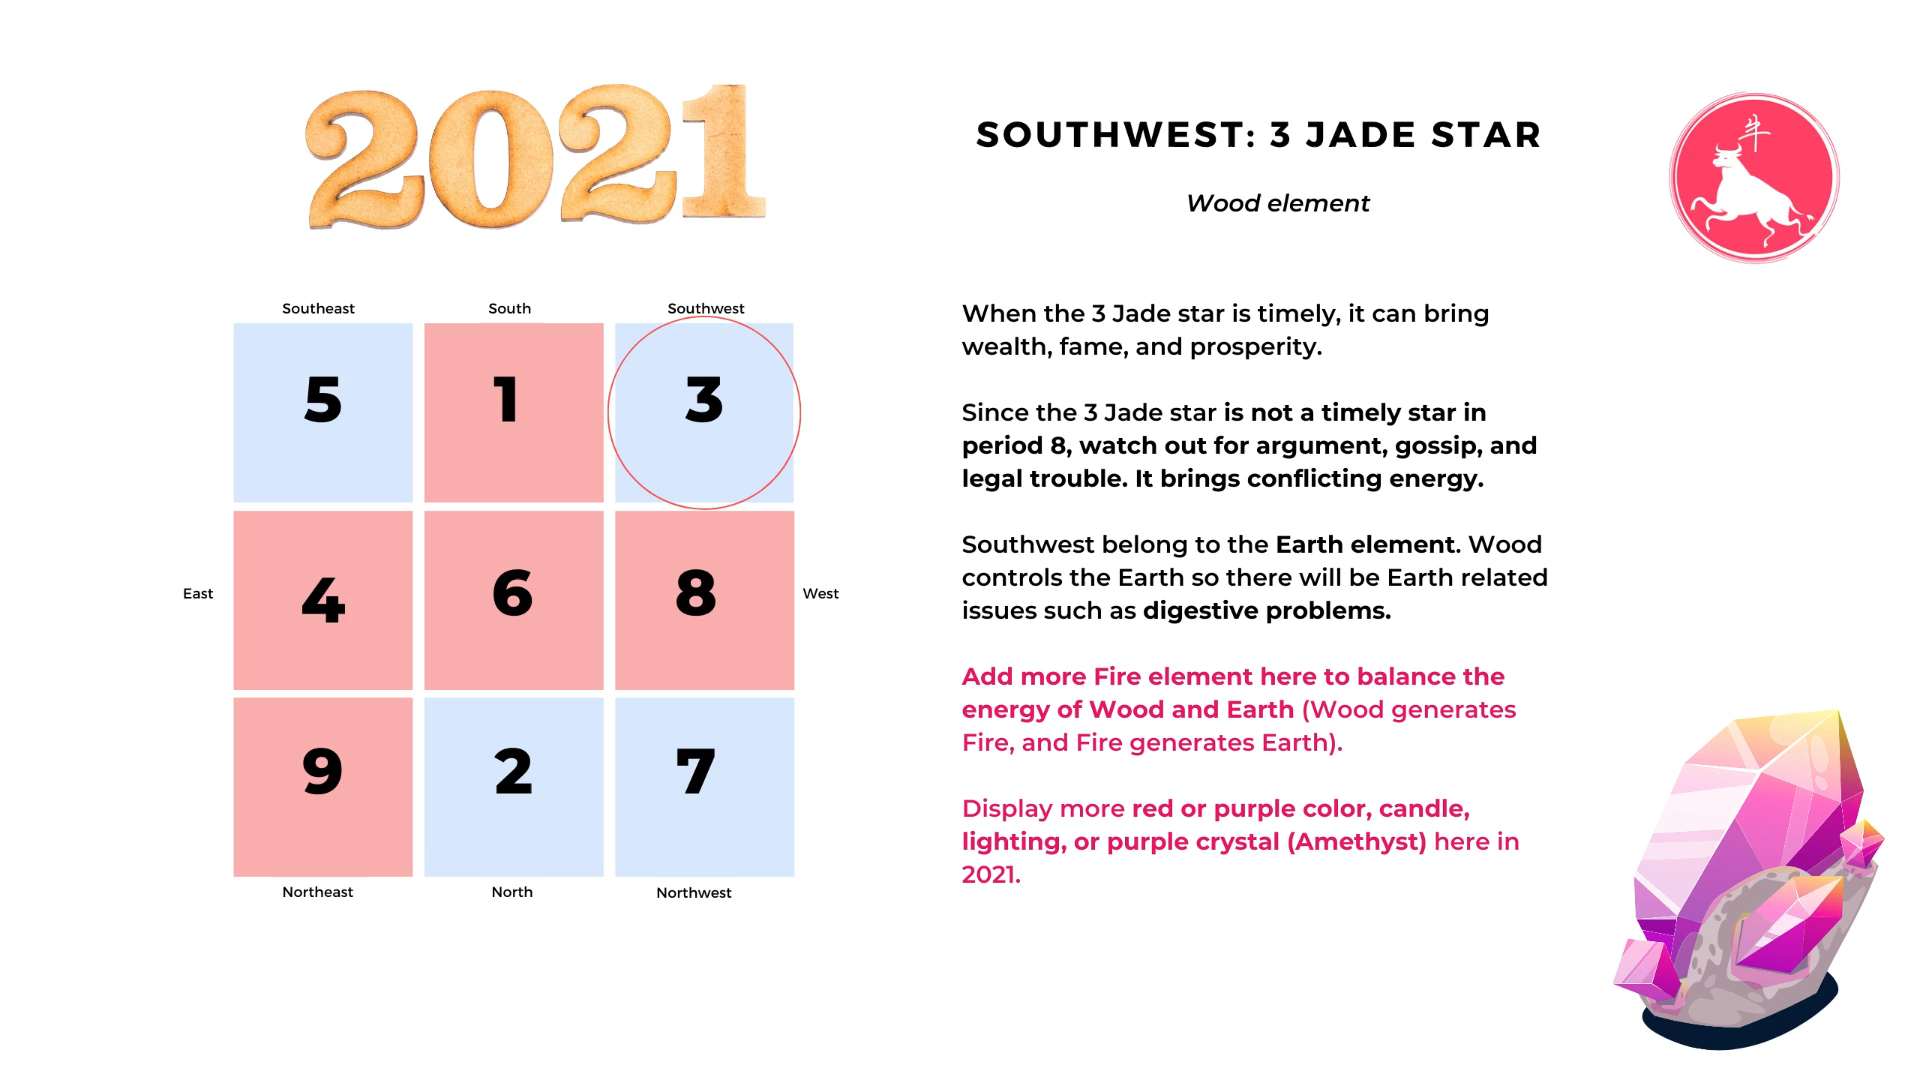 2021
SOUTHWEST: 3 JADE STAR
Wood element
牛
Southeast South Southwest
5 1 3
East 4 6 8 West
9 2 7
Northeast North Northwest
When the 3 Jade star is timely, it can bring
wealth, fame, and prosperity.
Since the 3 Jade star is not a timely star in
period 8, watch out for argument, gossip, and
legal trouble. It brings conflicting energy.
Southwest belong to the Earth element. Wood
controls the Earth so there will be Earth related
issues such as digestive problems.
Add more Fire element here to balance the
energy of Wood and Earth (Wood generates
Fire, and Fire generates Earth).
Display more red or purple color, candle,
lighting, or purple crystal (Amethyst) here in
2021.